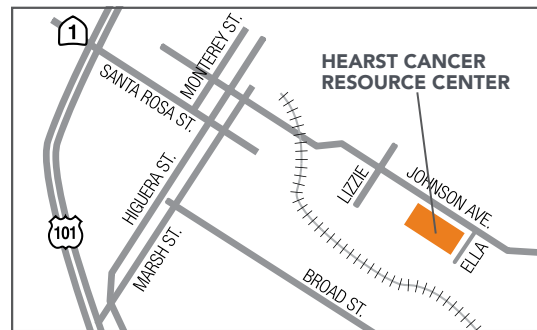 1
MONTEREY ST.
SANTA ROSA ST.
HEARST CANCER
RESOURCE CENTER
LIZZIE
JOHNSON AVE.
HIGUERA ST.
101
MARSH ST.
ELLA
BROAD ST.